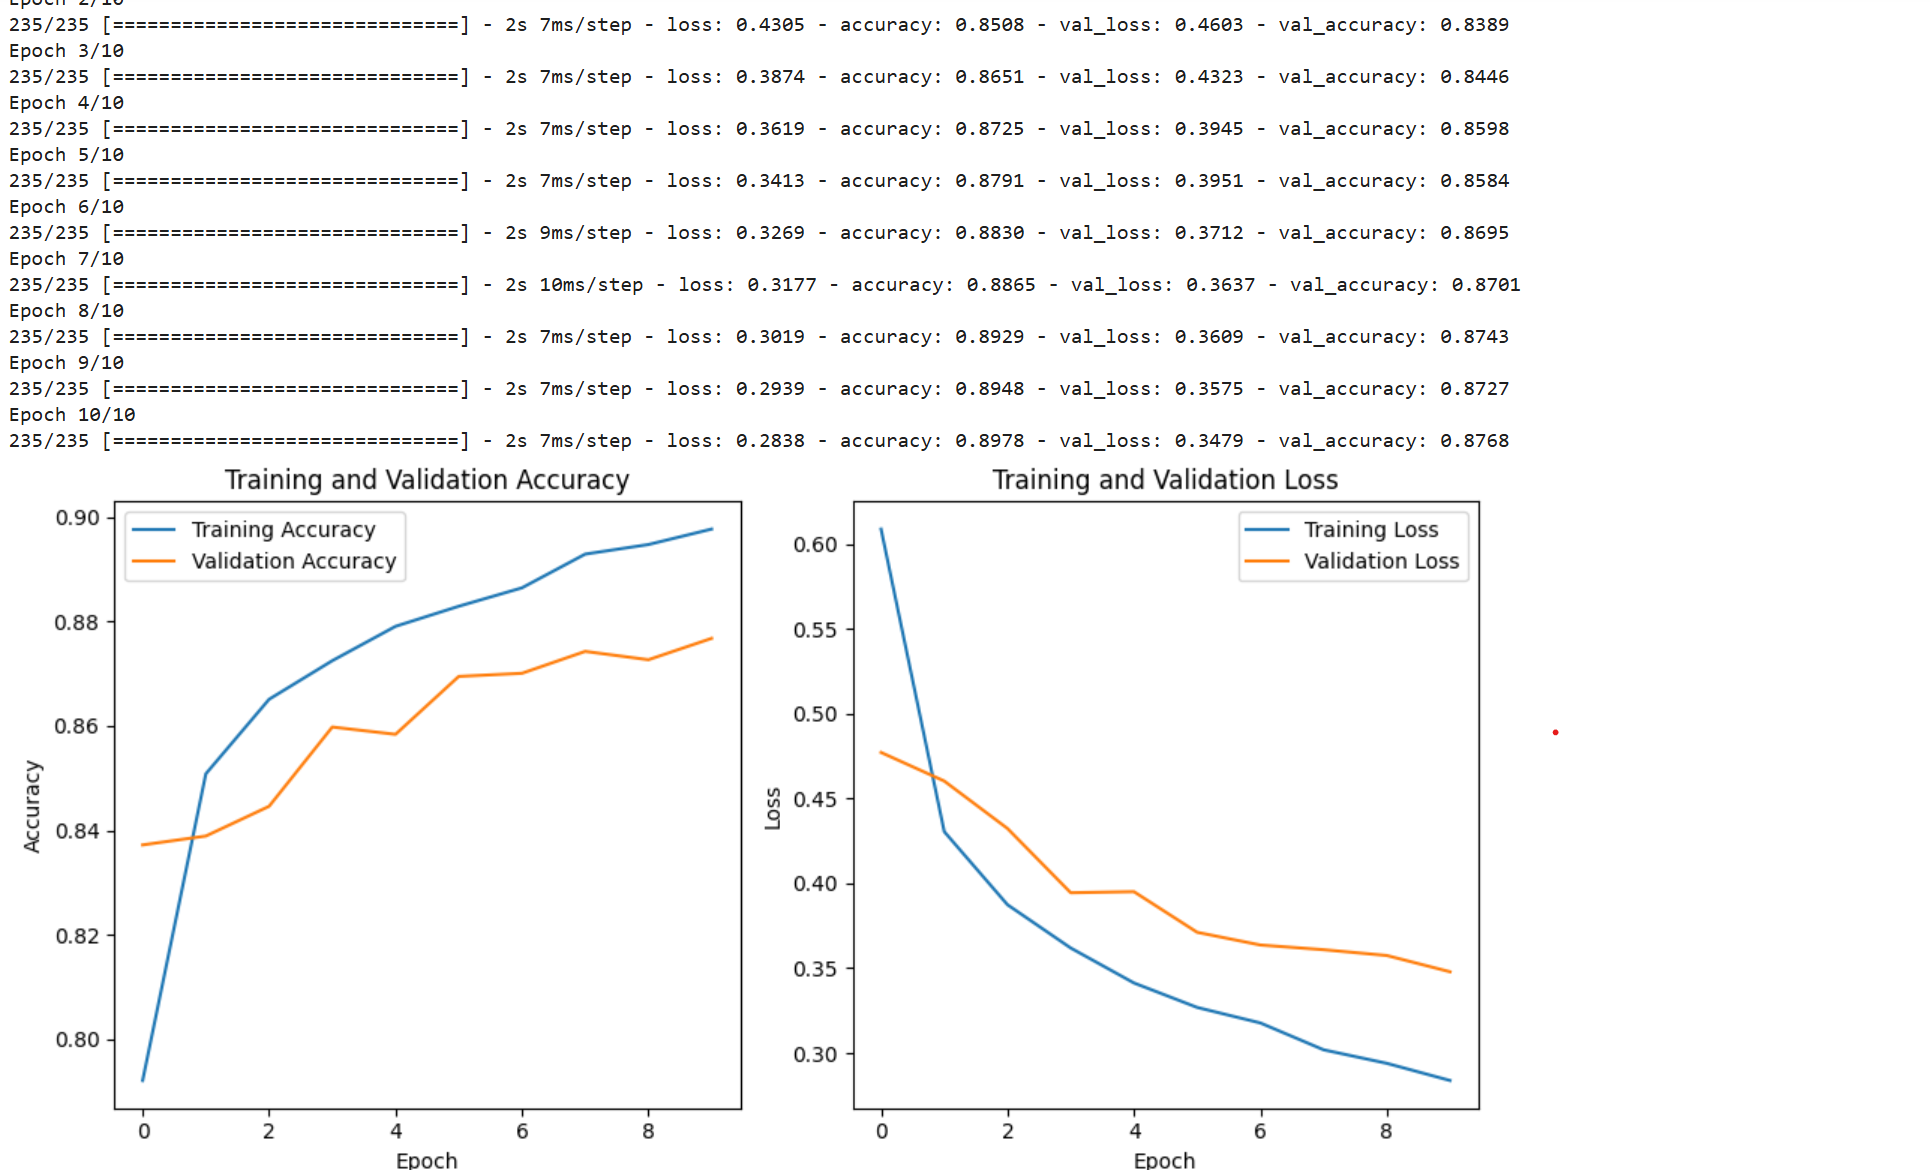 Epoch 2/10
235/235 [==============================] - 2s 7ms/step - loss: 0.4305 - accuracy: 0.8508 - val_loss: 0.4603 - val_accuracy: 0.8389
Epoch 3/10
235/235 [==============================] - 2s 7ms/step - loss: 0.3874 - accuracy: 0.8651 - val_loss: 0.4323 - val_accuracy: 0.8446
Epoch 4/10
235/235 [==============================] - 2s 7ms/step - loss: 0.3619 - accuracy: 0.8725 - val_loss: 0.3945 - val_accuracy: 0.8598
Epoch 5/10
235/235 [==============================] - 2s 7ms/step - loss: 0.3413 - accuracy: 0.8791 - val_loss: 0.3951 - val_accuracy: 0.8584
Epoch 6/10
235/235 [==============================] - 2s 9ms/step - loss: 0.3269 - accuracy: 0.8830 - val_loss: 0.3712 - val_accuracy: 0.8695
Epoch 7/10
235/235 [==============================] - 2s 10ms/step - loss: 0.3177 - accuracy: 0.8865 - val_loss: 0.3637 - val_accuracy: 0.8701
Epoch 8/10
235/235 [==============================] - 2s 7ms/step - loss: 0.3019 - accuracy: 0.8929 - val_loss: 0.3609 - val_accuracy: 0.8743
Epoch 9/10
235/235 [==============================] - 2s 7ms/step - loss: 0.2939 - accuracy: 0.8948 - val_loss: 0.3575 - val_accuracy: 0.8727
Epoch 10/10
235/235 [==============================] - 2s 7ms/step - loss: 0.2838 - accuracy: 0.8978 - val_loss: 0.3479 - val_accuracy: 0.8768
Training and Validation Accuracy
Training Accuracy
Validation Accuracy
0.90
0.88
0.86
0.84
0.82
0.80
Accuracy
0 2 4 6 8
Epoch
Training and Validation Loss
Training Loss
Validation Loss
0.60
0.55
0.50
0.45
0.40
0.35
0.30
Loss
0 2 4 6 8
Epoch